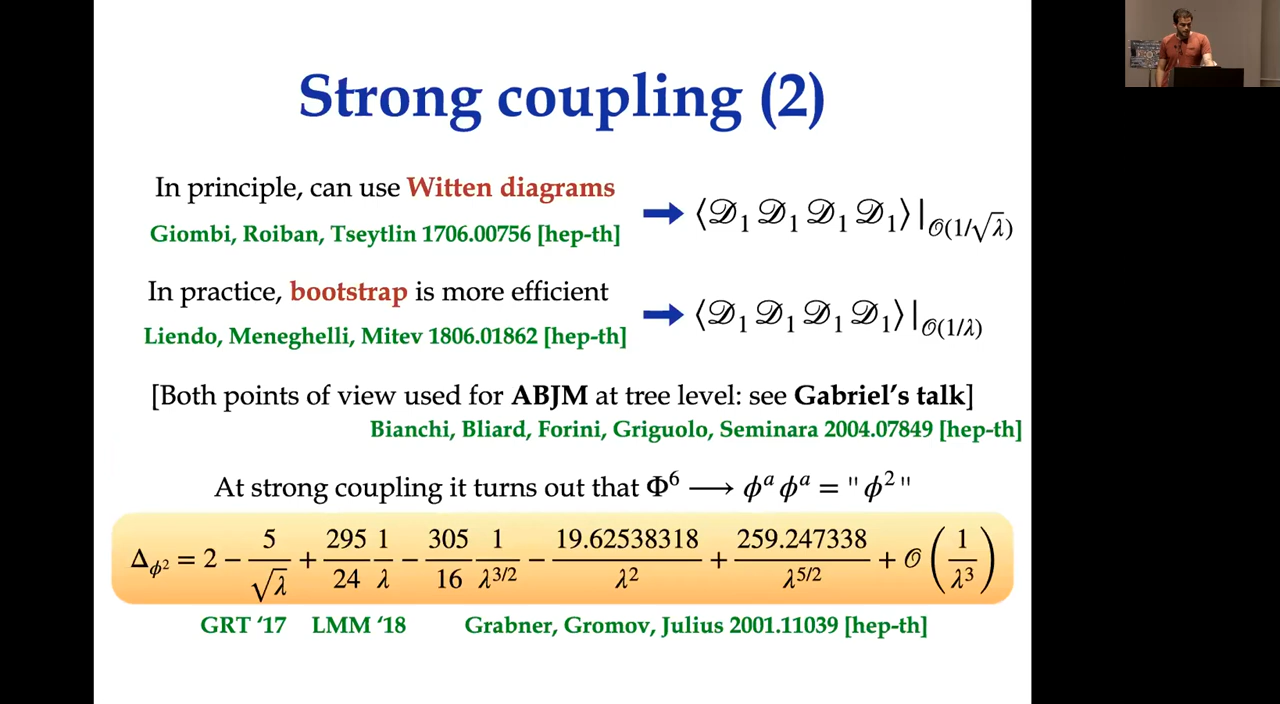 Strong coupling (2)
In principle, can use Witten diagrams
Giombi, Roiban, Tseytlin 1706.00756 [hep-th]
➡ ⟨𝒟₁ 𝒟₁ 𝒟₁ 𝒟₁⟩|_{𝒪(1/√λ)}
In practice, bootstrap is more efficient
Liendo, Meneghelli, Mitev 1806.01862 [hep-th]
➡ ⟨𝒟₁ 𝒟₁ 𝒟₁ 𝒟₁⟩|_{𝒪(1/λ)}
[Both points of view used for ABJM at tree level: see Gabriel's talk]
Bianchi, Bliard, Forini, Griguolo, Seminara 2004.07849 [hep-th]
At strong coupling it turns out that Φ⁶ ⟶ ϕᵃ ϕᵃ = "ϕ²"
Δ_{ϕ²} = 2 − 5/√λ + 295/24 1/λ − 305/16 1/λ^{3/2} − 19.62538318/λ² + 259.247338/λ^{5/2} + 𝒪(1/λ³)
GRT '17 LMM '18 Grabner, Gromov, Julius 2001.11039 [hep-th]